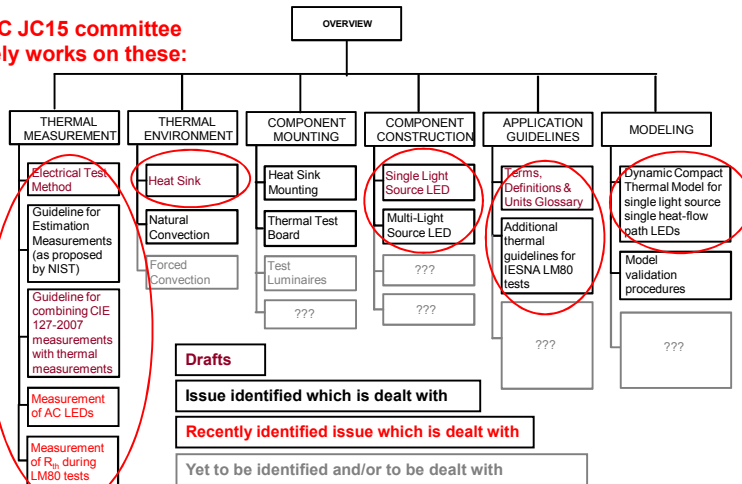 C JC15 committee
ely works on these:
OVERVIEW
THERMAL
MEASUREMENT
THERMAL
ENVIRONMENT
COMPONENT
MOUNTING
COMPONENT
CONSTRUCTION
APPLICATION
GUIDELINES
MODELING
Electrical Test
Method
Guideline for
Estimation
Measurements
(as proposed
by NIST)
Guideline for
combining CIE
127-2007
measurements
with thermal
measurements
Measurement
of AC LEDs
Measurement
of Rth during
LM80 tests
Heat Sink
Natural
Convection
Forced
Convection
Heat Sink
Mounting
Thermal Test
Board
Test
Luminaires
???
Single Light
Source LED
Multi-Light
Source LED
???
???
Terms,
Definitions &
Units Glossary
Additional
thermal
guidelines for
IESNA LM80
tests
???
Dynamic Compact
Thermal Model for
single light source
single heat-flow
path LEDs
Model
validation
procedures
???
Drafts
Issue identified which is dealt with
Recently identified issue which is dealt with
Yet to be identified and/or to be dealt with